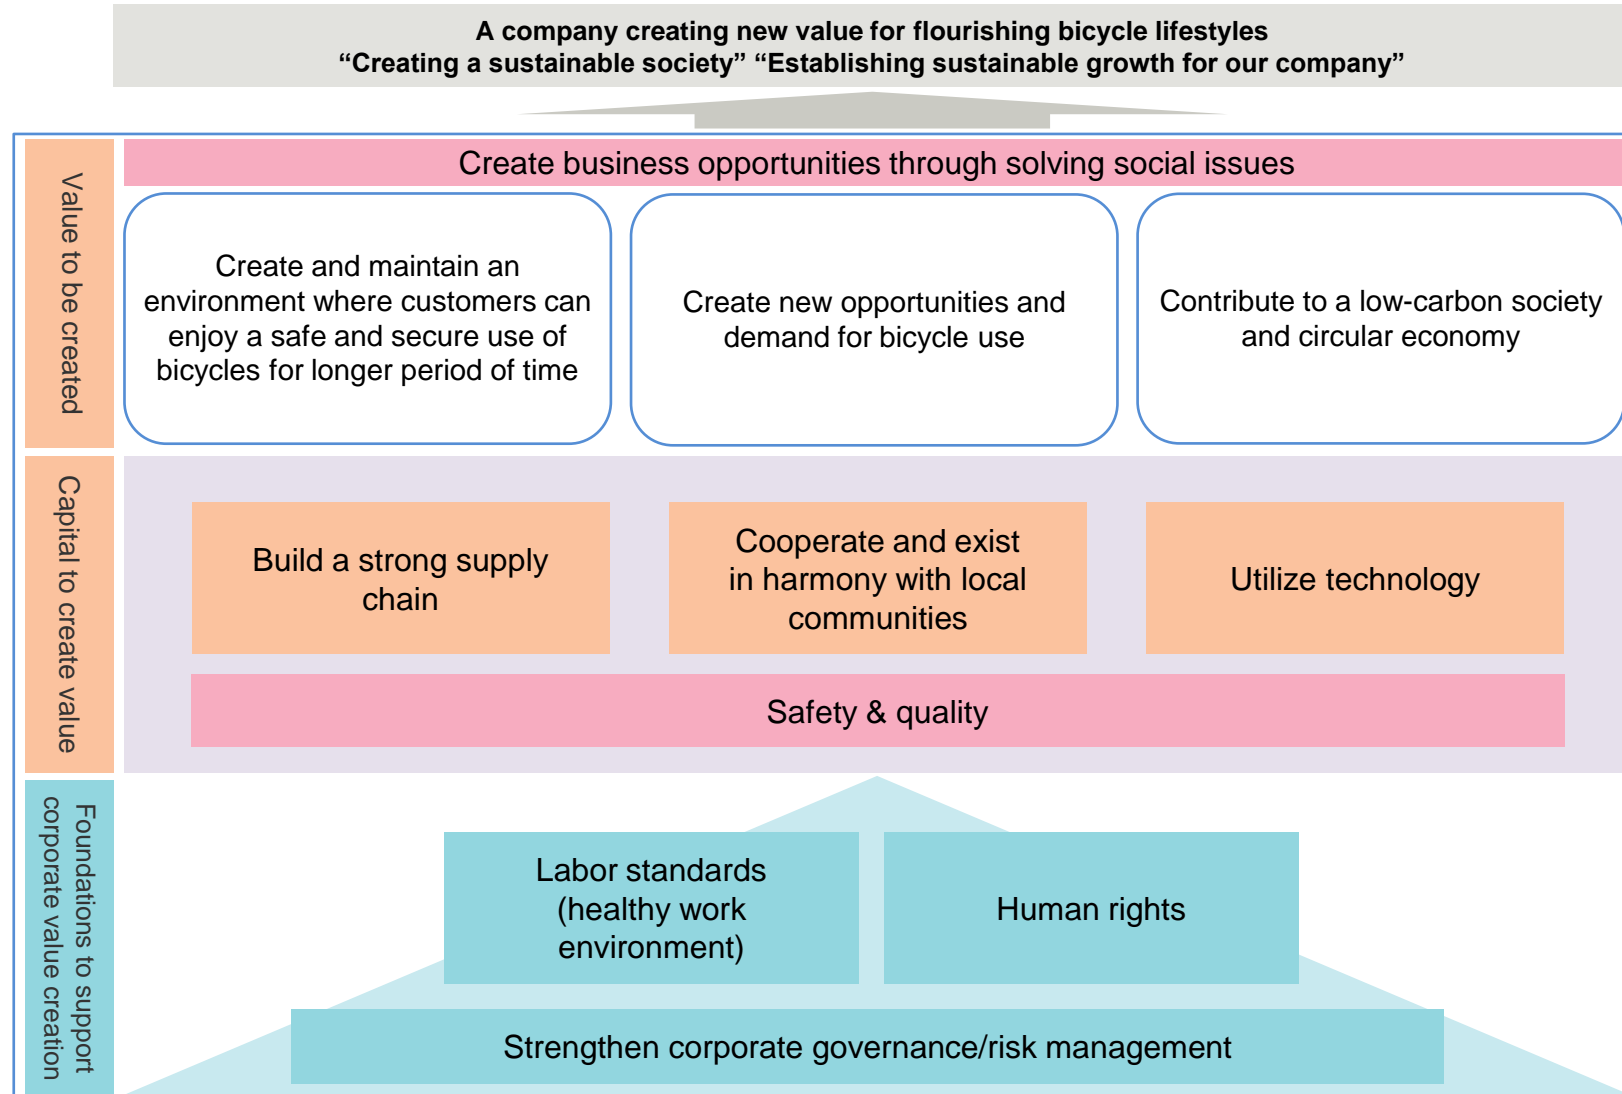 A company creating new value for flourishing bicycle lifestyles
“Creating a sustainable society” “Establishing sustainable growth for our company”
Value to be created
Create business opportunities through solving social issues
Create and maintain an
environment where customers can
enjoy a safe and secure use of
bicycles for longer period of time
Create new opportunities and
demand for bicycle use
Contribute to a low-carbon society
and circular economy
Capital to create value
Build a strong supply
chain
Cooperate and exist
in harmony with local
communities
Utilize technology
Safety & quality
Foundations to support
corporate value creation
Labor standards
(healthy work
environment)
Human rights
Strengthen corporate governance/risk management